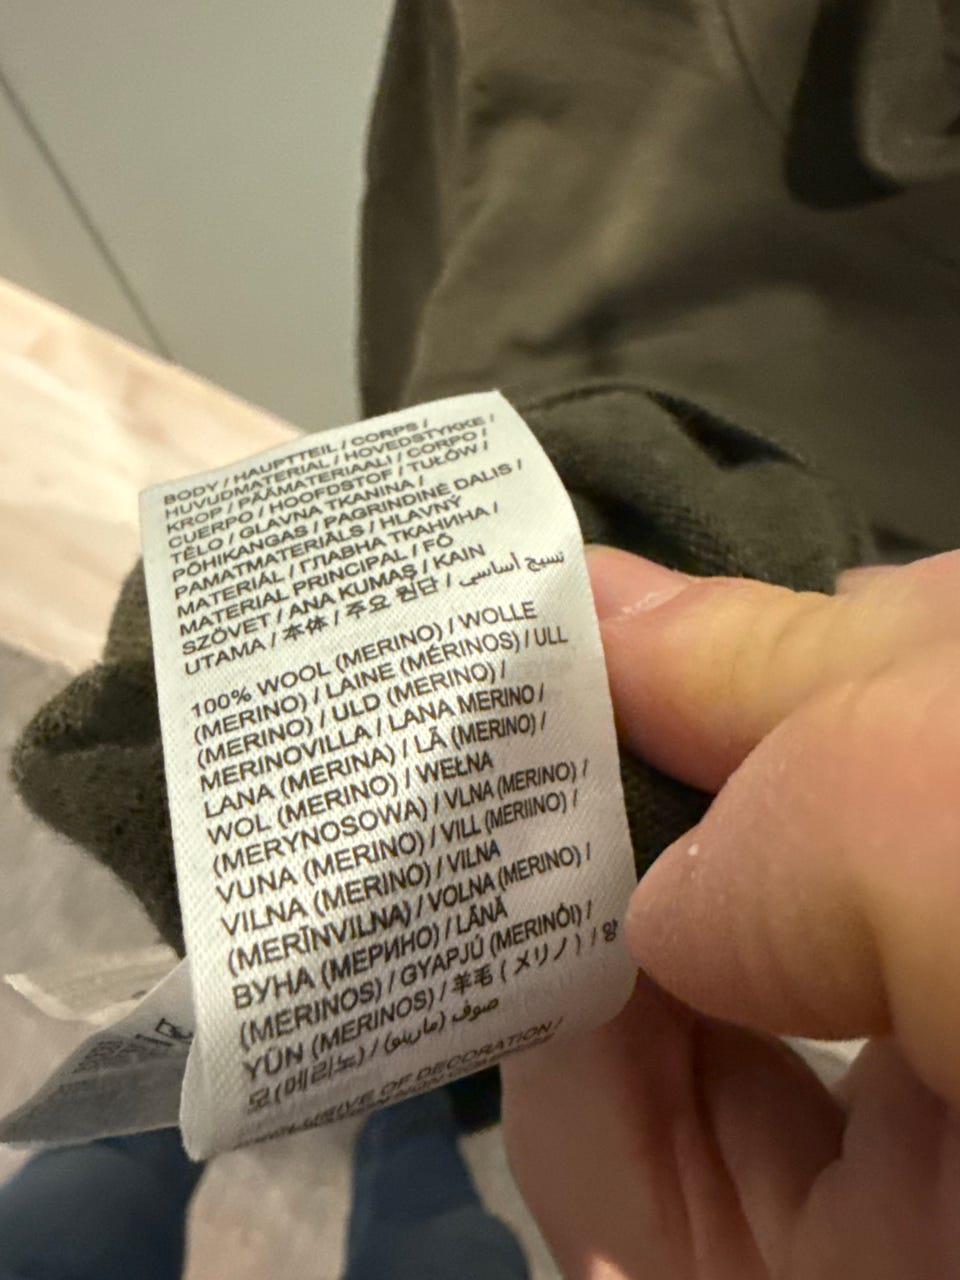 BODY / HAUPTTEIL / CORPS /
HUVUDMATERIAL / HOVEDSTYKKE /
KROP / PÄÄMATERIAALI / CORPO /
CUERPO / HOOFDSTOF / TUŁÓW /
TĚLO / GLAVNA TKANINA /
PÕHIKANGAS / PAGRINDINĖ DALIS /
PAMATMATERIĀLS / HLAVNÝ
MATERIÁL / ГЛАВНА ТКАНИНА /
MATERIAL PRINCIPAL / FŐ
SZÖVET / ANA KUMAŞ / KAIN
UTAMA / 本体 / 주요 원단 / نسيج أساسي
100% WOOL (MERINO) / WOLLE
(MERINO) / LAINE (MÉRINOS) / ULL
(MERINO) / ULD (MERINO) /
MERINOVILLA / LANA MERINO /
LANA (MERINA) / LÃ (MERINO) /
WOL (MERINO) / WEŁNA
(MERYNOSOWA) / VLNA (MERINO) /
VUNA (MERINO) / VILL (MERIINO) /
VILNA (MERINO) / VILNA
(MERĪNVILNA) / VOLNA (MERINO) /
ВУНА (МЕРИНО) / LÂNĂ
(MERINOS) / GYAPJÚ (MERINÓI) /
YÜN (MERINOS) / 羊毛 (メリノ) / 양
모(메리노) / صوف (مارينو)
OF DECORATION /